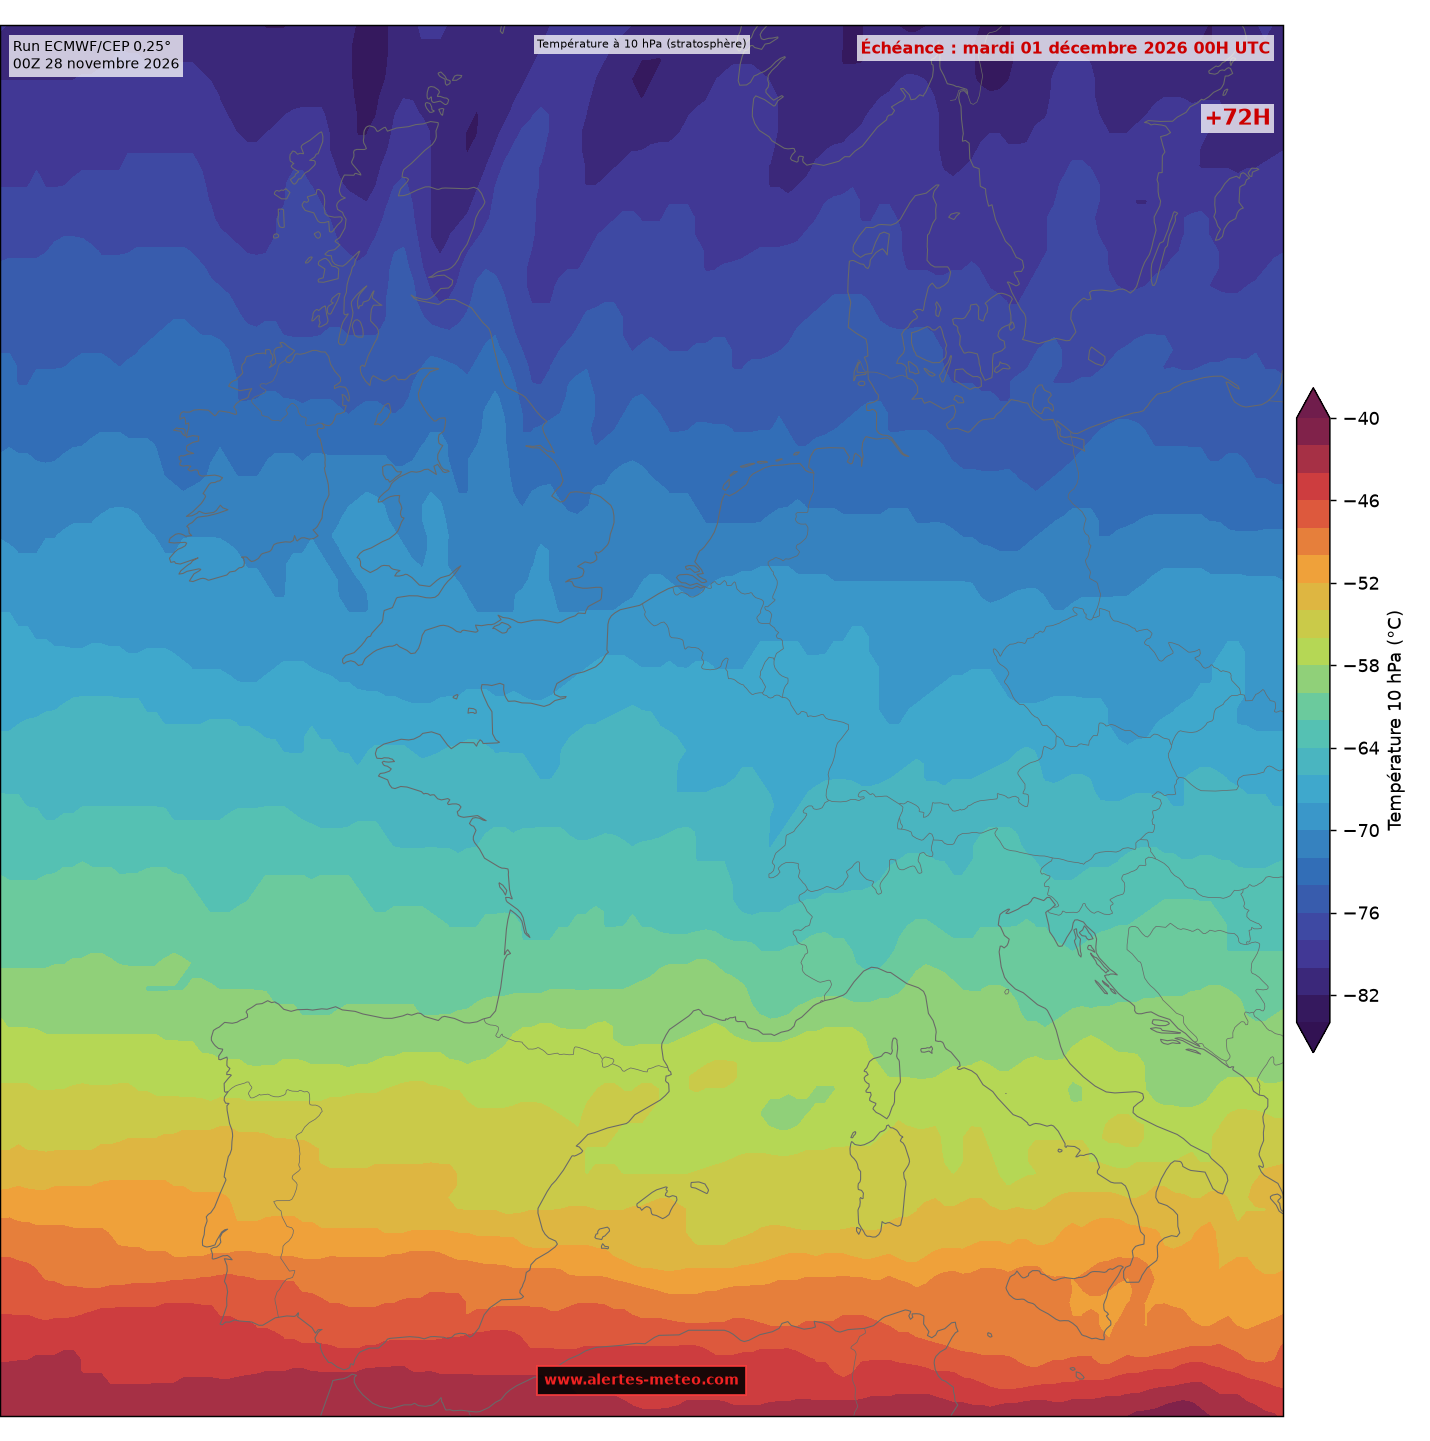 Run ECMWF/CEP 0,25°
00Z 28 novembre 2026
Température à 10 hPa (stratosphère)
Échéance : mardi 01 décembre 2026 00H UTC
+72H
−40
−46
−52
−58
−64
−70
−76
−82
Température 10 hPa (°C)
www.alertes-meteo.com